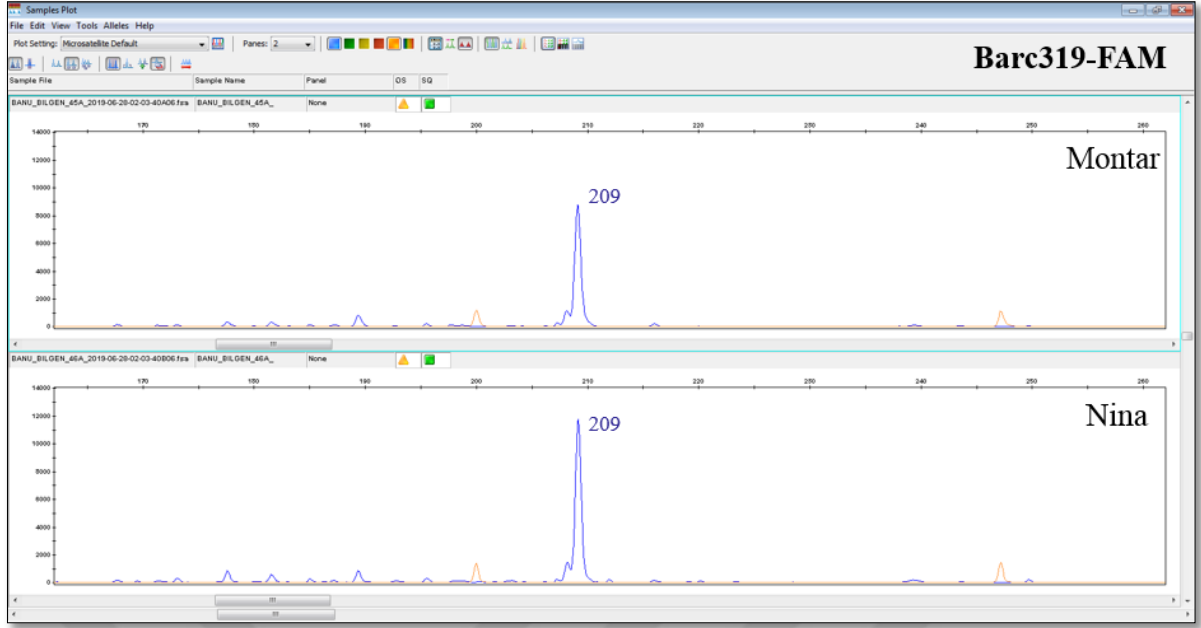 Samples Plot
File Edit View Tools Alleles Help
Plot Setting: Microsatellite Default Panes: 2
Barc319-FAM
Sample File Sample Name Panel OS SQ
BANU_BILGEN_45A_2019-06-28-02-03-40A06.fsa BANU_BILGEN_45A_ None
170 180 190 200 210 220 230 240 250 260
Montar
14000
12000
10000
8000
6000
4000
2000
0
209
BANU_BILGEN_46A_2019-06-28-02-03-40B06.fsa BANU_BILGEN_46A_ None
170 180 190 200 210 220 230 240 250 260
Nina
14000
12000
10000
8000
6000
4000
2000
0
209